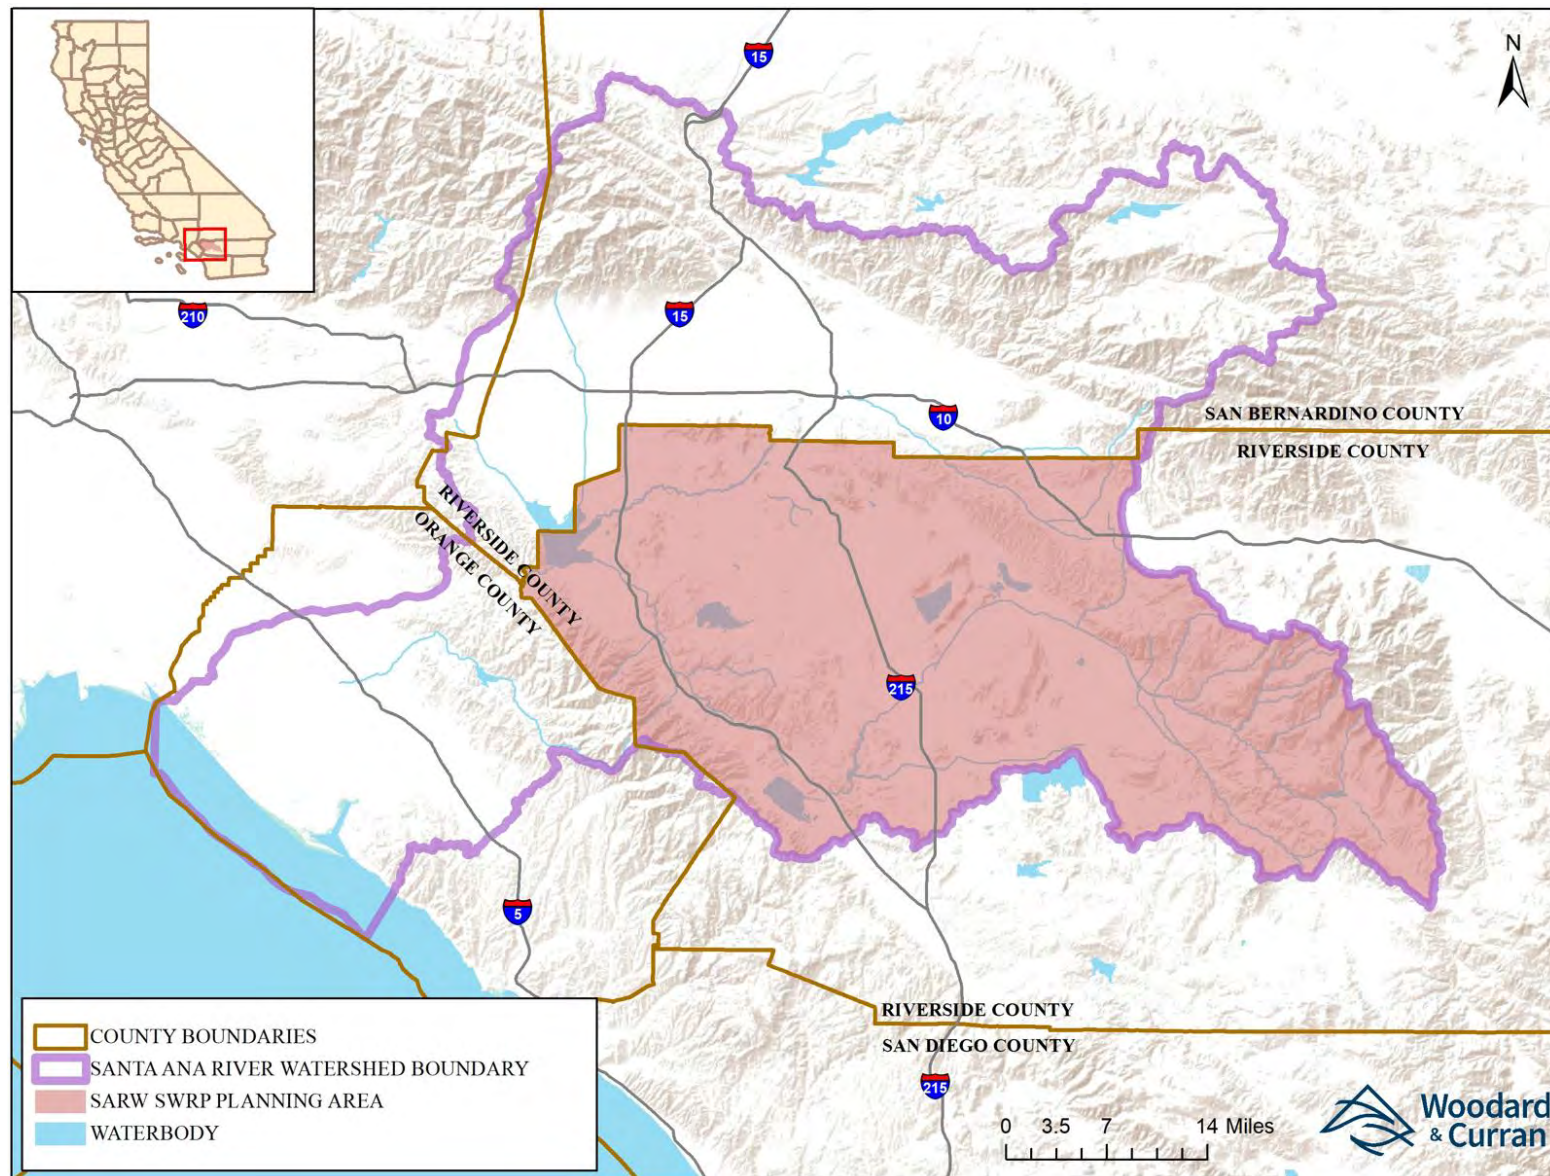 N
15
210
15
10
SAN BERNARDINO COUNTY
RIVERSIDE COUNTY
RIVERSIDE COUNTY
ORANGE COUNTY
215
5
RIVERSIDE COUNTY
SAN DIEGO COUNTY
215
COUNTY BOUNDARIES
SANTA ANA RIVER WATERSHED BOUNDARY
SARW SWRP PLANNING AREA
WATERBODY
0 3.5 7 14 Miles
Woodard
& Curran